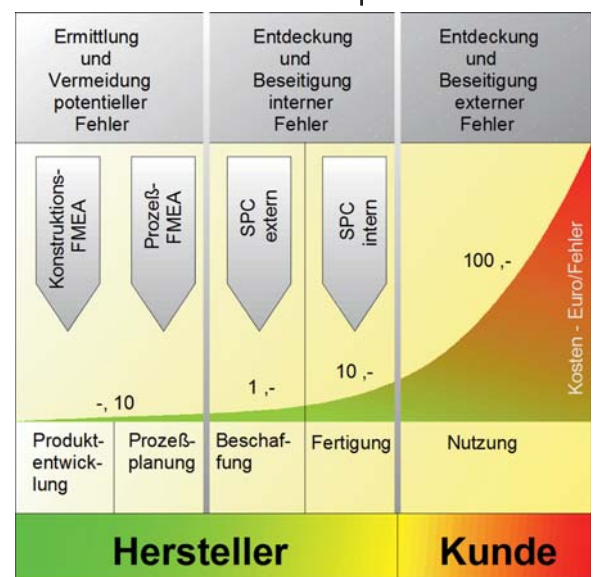 Ermittlung
und
Vermeidung
potentieller
Fehler
Entdeckung
und
Beseitigung
interner
Fehler
Entdeckung
und
Beseitigung
externer
Fehler
Konstruktions-
FMEA
Prozeß-
FMEA
SPC
extern
SPC
intern
-, 10
1 ,-
10 ,-
100 ,-
Kosten - Euro/Fehler
Produkt-
entwick-
lung
Prozeß-
planung
Beschaf-
fung
Fertigung
Nutzung
Hersteller
Kunde